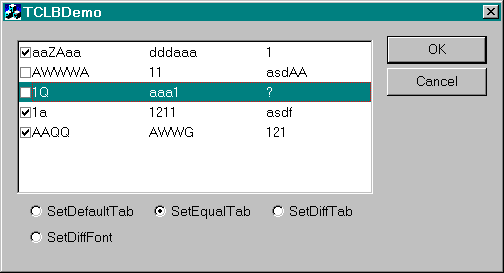 TCLBDemo
aaZAaa dddaaa 1
AWWWA 11 asdAA
1Q aaa1 ?
1a 1211 asdf
AAQQ AWWG 121
OK
Cancel
SetDefaultTab SetEqualTab SetDiffTab
SetDiffFont